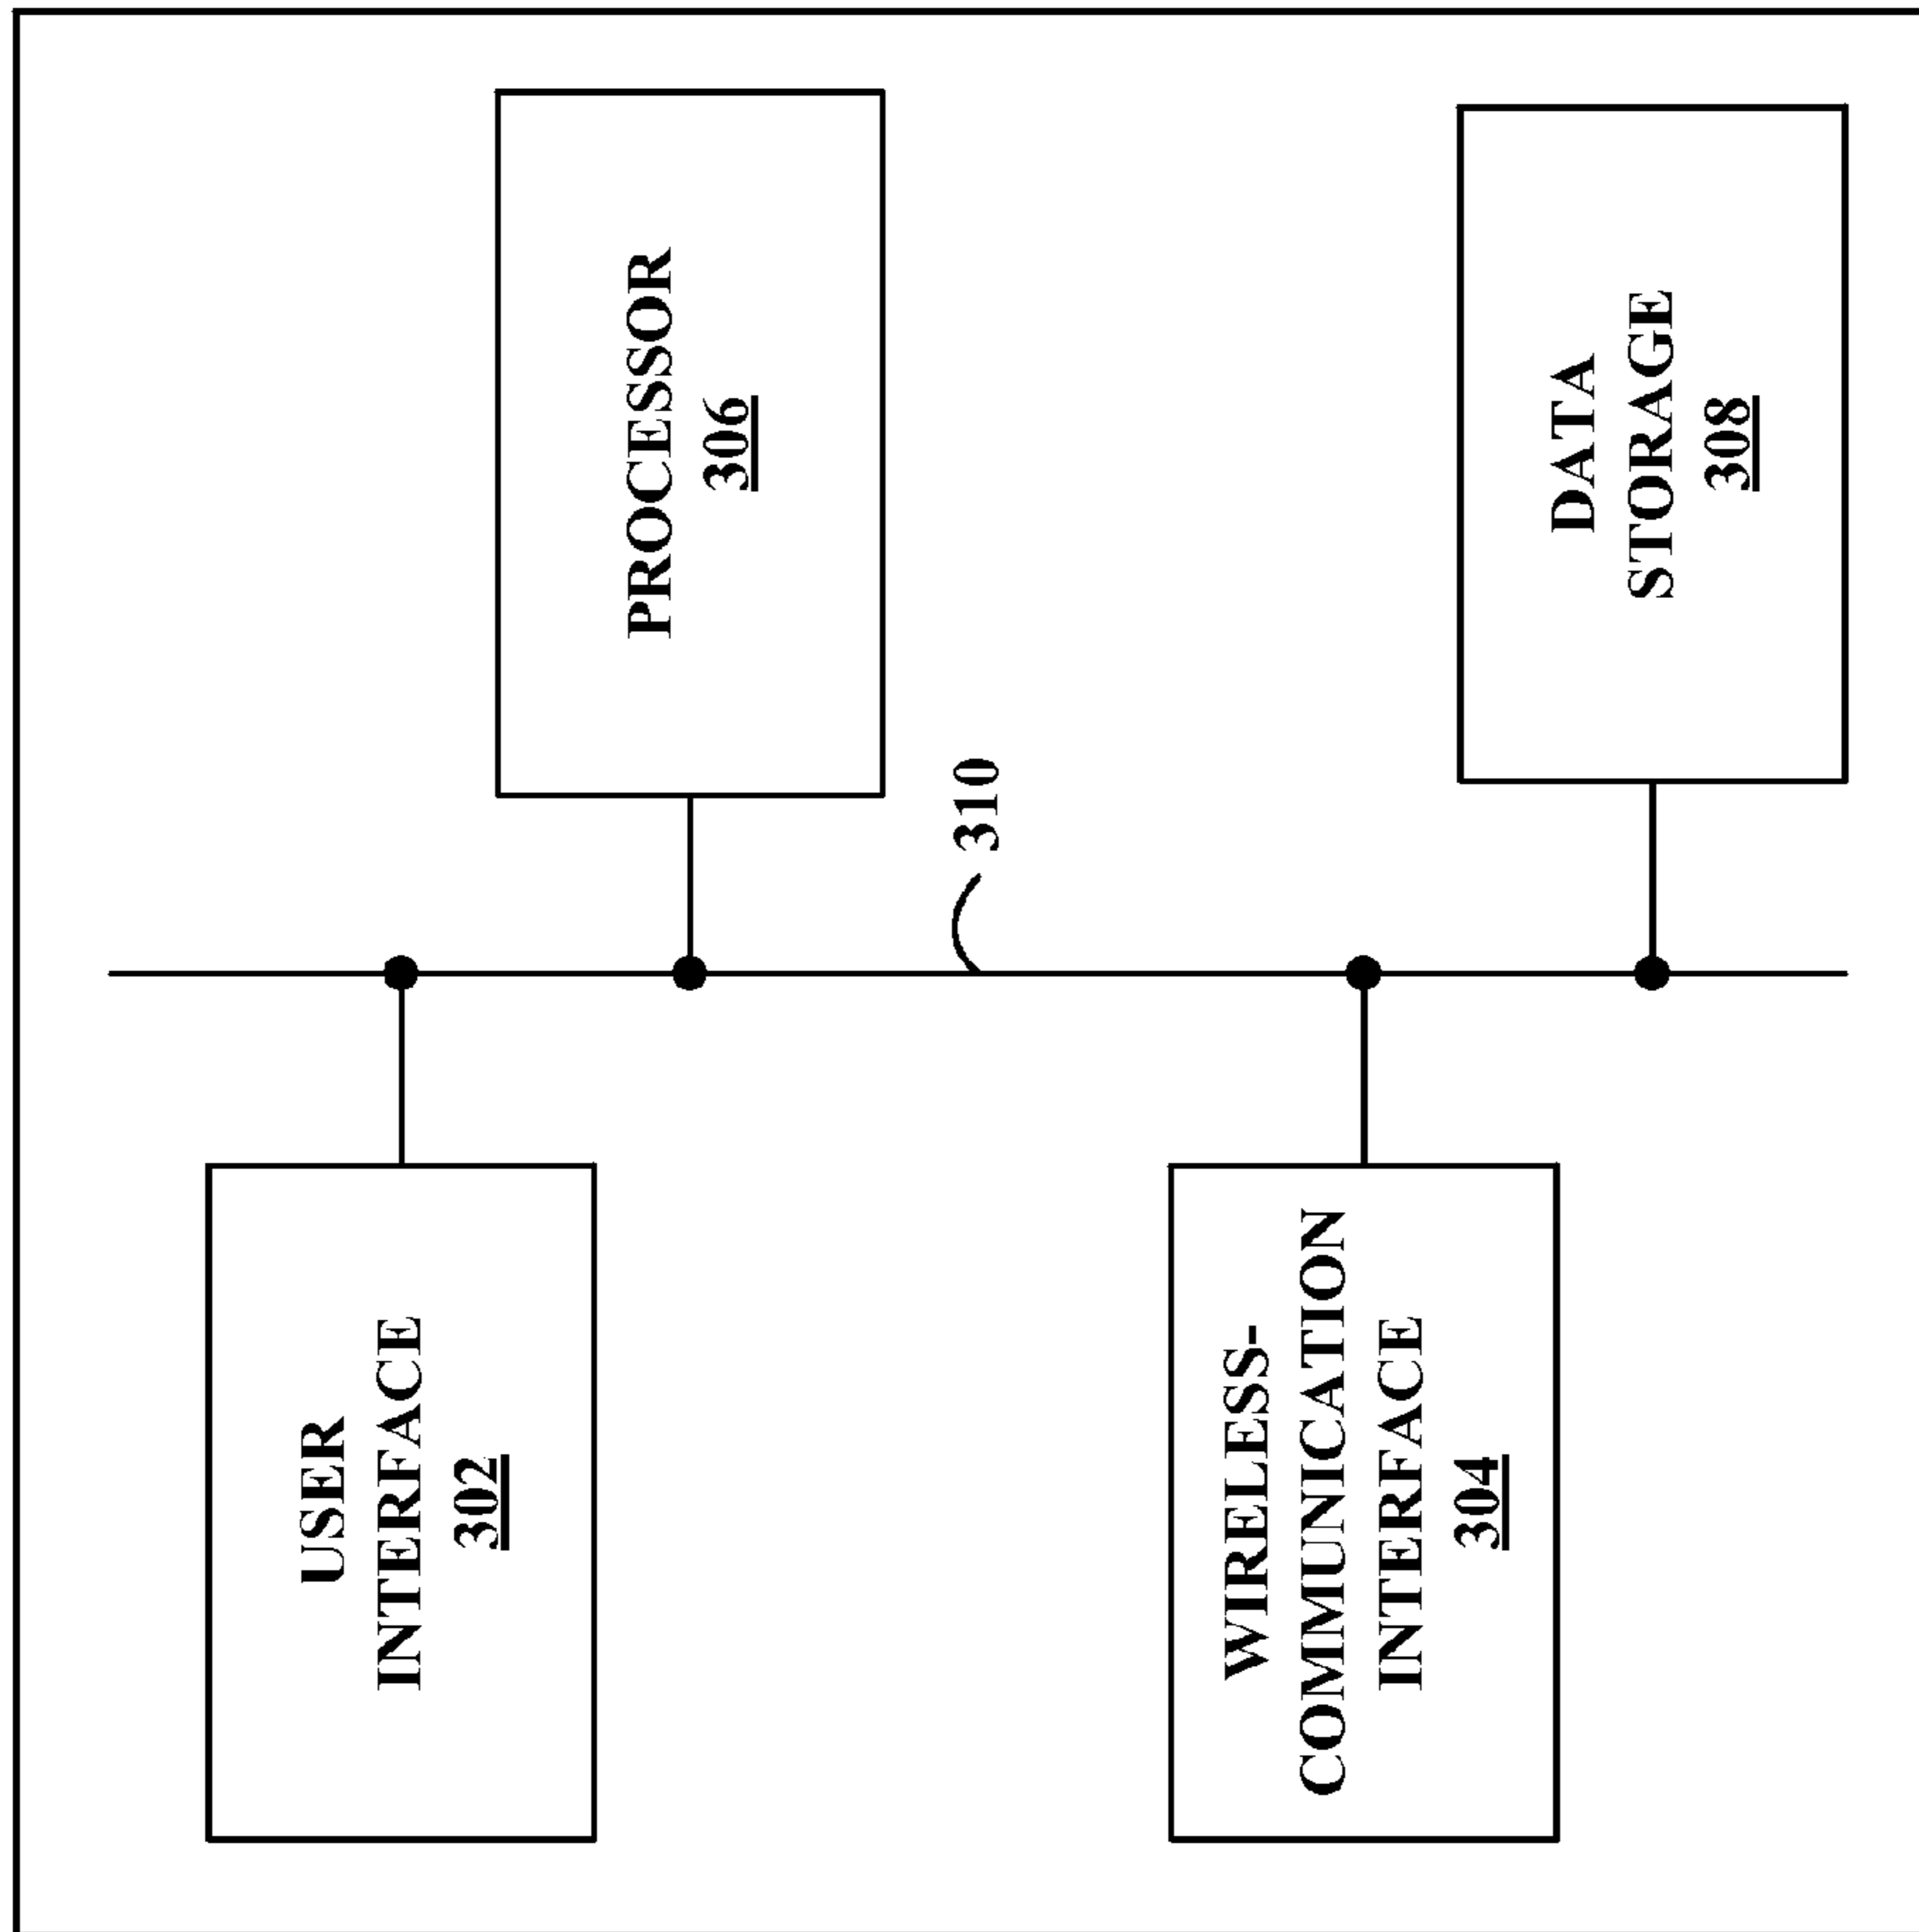 USER
INTERFACE
302
PROCESSOR
306
310
WIRELESS-
COMMUNICATION
INTERFACE
304
DATA
STORAGE
308